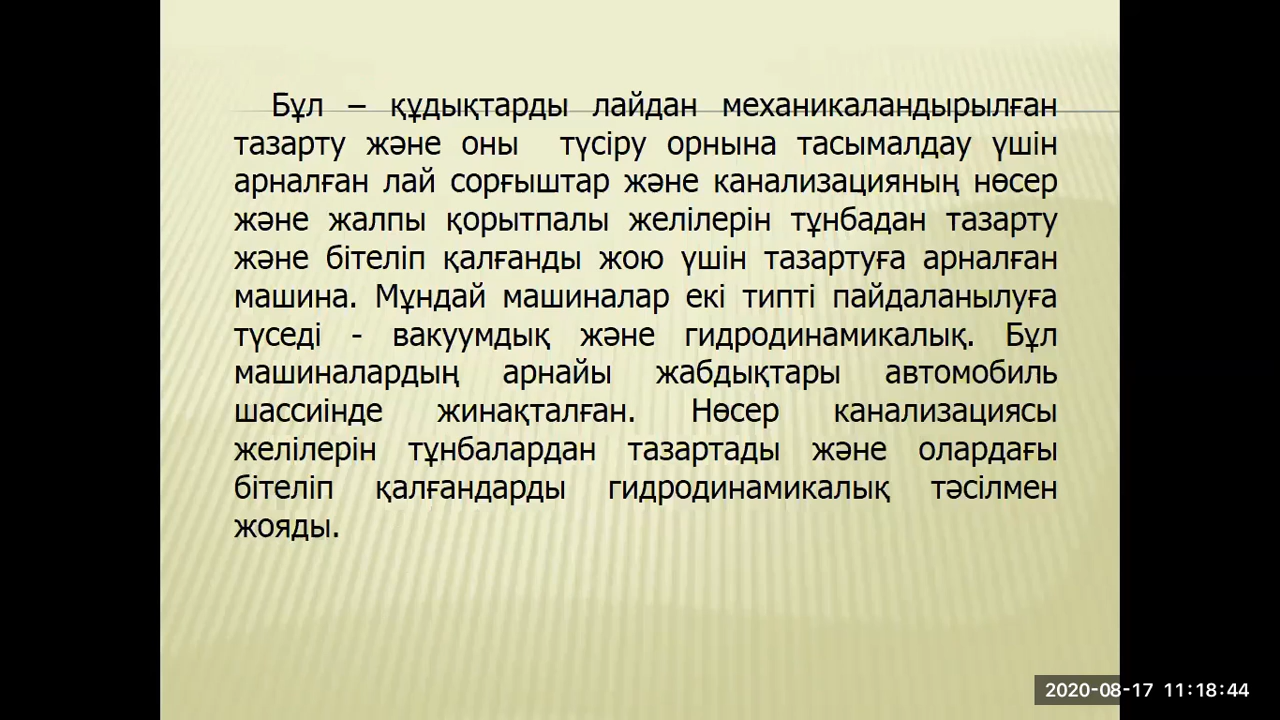 Бұл – құдықтарды лайдан механикаландырылған
тазарту және оны түсіру орнына тасымалдау үшін
арналған лай сорғыштар және канализацияның нөсер
және жалпы қорытпалы желілерін тұнбадан тазарту
және бітеліп қалғанды жою үшін тазартуға арналған
машина. Мұндай машиналар екі типті пайдаланылуға
түседі - вакуумдық және гидродинамикалық. Бұл
машиналардың арнайы жабдықтары автомобиль
шассиінде жинақталған. Нөсер канализациясы
желілерін тұнбалардан тазартады және олардағы
бітеліп қалғандарды гидродинамикалық тәсілмен
жояды.
2020-08-17 11:18:44